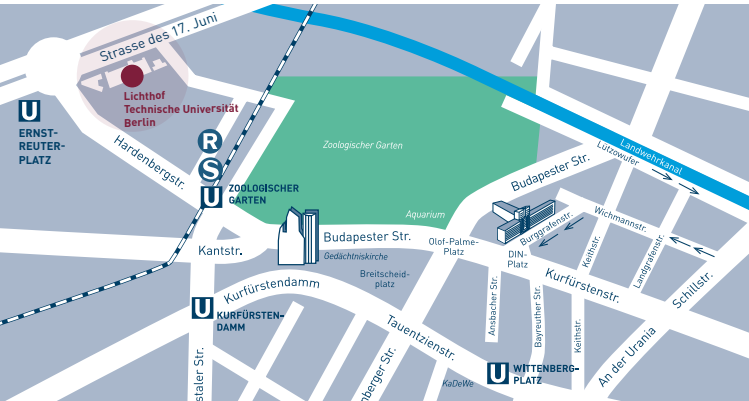 Strasse des 17. Juni
Lichthof
Technische Universität
Berlin
U
ERNST-
REUTER-
PLATZ
Hardenbergstr.
R
S
U
ZOOLOGISCHER
GARTEN
Zoologischer Garten
Aquarium
Landwehrkanal
Lützowufer
Budapester Str.
Wichmannstr.
Burggrafenstr.
Keithstr.
Landgrafenstr.
Schillstr.
Kantstr.
Budapester Str.
Gedächtniskirche
Olof-Palme-
Platz
DIN-
Platz
Breitscheid-
platz
Kurfürstendamm
Kurfürstenstr.
U
KURFÜRSTEN-
DAMM
Tauentzienstr.
Ansbacher Str.
Bayreuther Str.
Keithstr.
An der Urania
U
WITTENBERG-
PLATZ
KaDeWe
staler Str.
nberger Str.